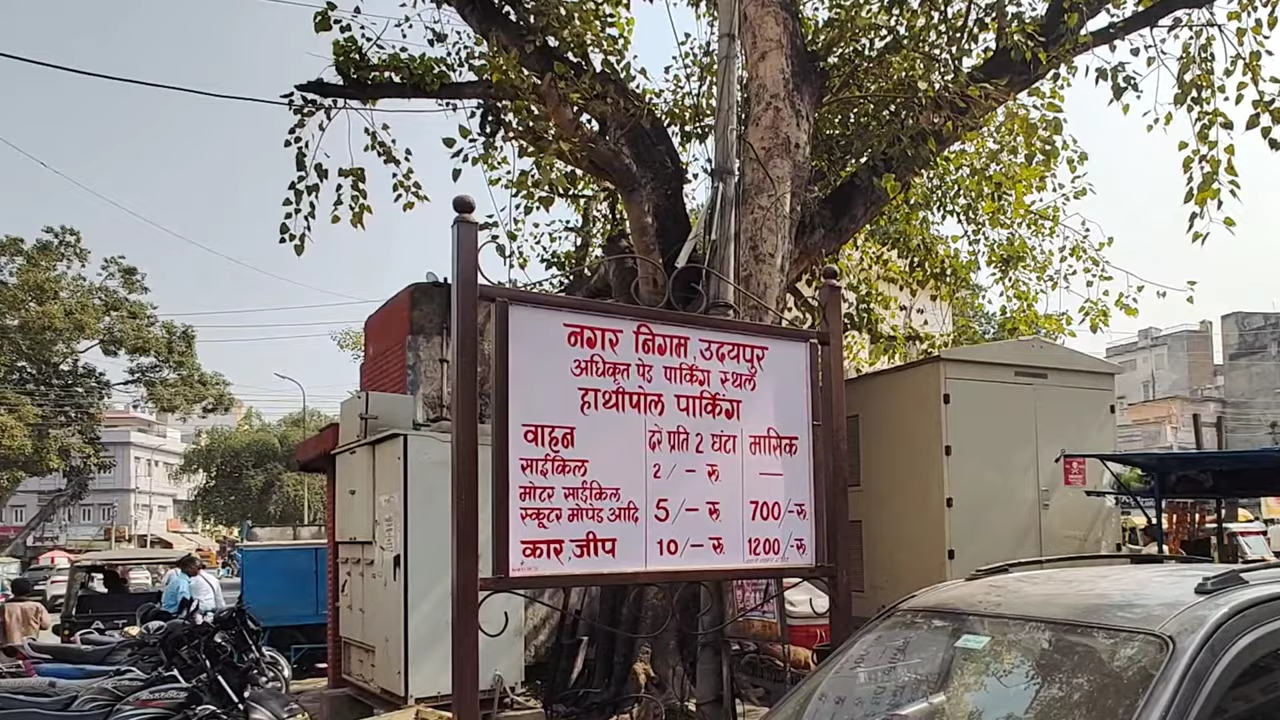 नगर निगम, उदयपुर
अधिकृत पेड पार्किंग स्थल
हाथीपोल पार्किंग
वाहन दरें प्रति 2 घंटा मासिक
साईकिल 2/- रु. —
मोटर साईकिल
स्कूटर मोपेड आदि 5/- रु. 700/-रु.
कार, जीप 10/- रु. 1200/-रु.